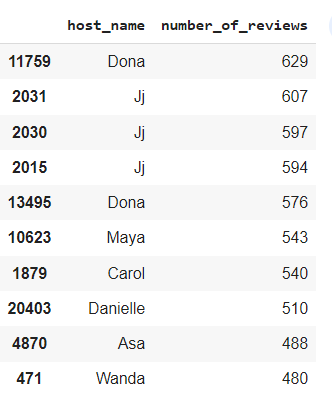 host_name number_of_reviews
11759 Dona 629
2031 Jj 607
2030 Jj 597
2015 Jj 594
13495 Dona 576
10623 Maya 543
1879 Carol 540
20403 Danielle 510
4870 Asa 488
471 Wanda 480